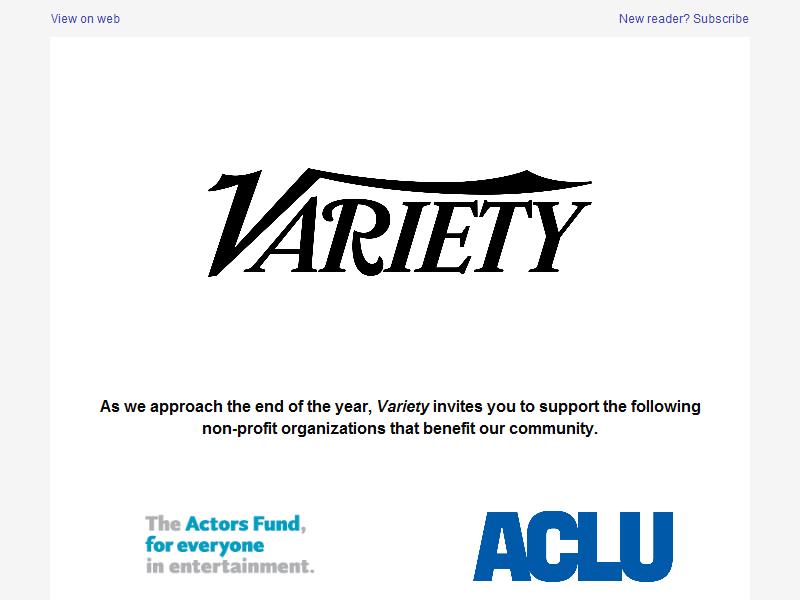 View on web
New reader? Subscribe
VARIETY
As we approach the end of the year, Variety invites you to support the following
non-profit organizations that benefit our community.
The Actors Fund,
for everyone
in entertainment.
ACLU